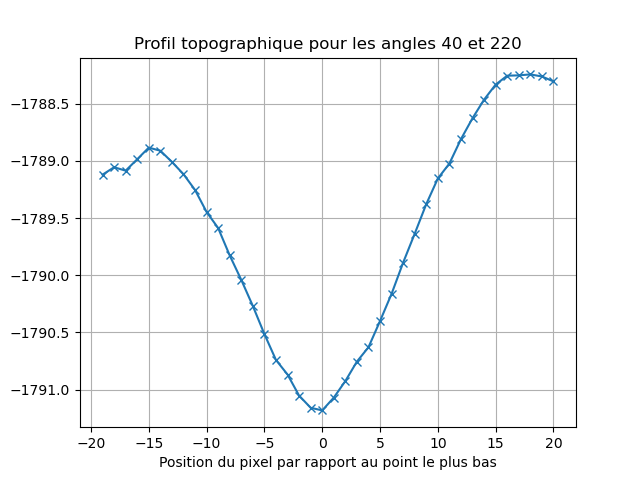 Profil topographique pour les angles 40 et 220
−1788.5
−1789.0
−1789.5
−1790.0
−1790.5
−1791.0
−20 −15 −10 −5 0 5 10 15 20
Position du pixel par rapport au point le plus bas